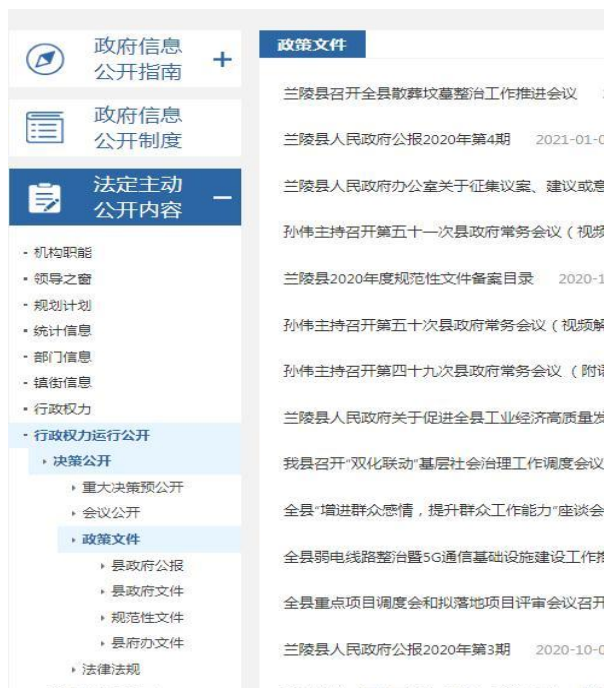 政府信息
公开指南
政府信息
公开制度
法定主动
公开内容
机构职能
领导之窗
规划计划
统计信息
部门信息
镇街信息
行政权力
行政权力运行公开
决策公开
重大决策预公开
会议公开
政策文件
县政府公报
县政府文件
规范性文件
县府办文件
法律法规
政策文件
兰陵县召开全县散葬坟墓整治工作推进会议
兰陵县人民政府公报2020年第4期 2021-01-0
兰陵县人民政府办公室关于征集议案、建议或意
孙伟主持召开第五十一次县政府常务会议（视频
兰陵县2020年度规范性文件备案目录 2020-1
孙伟主持召开第五十次县政府常务会议（视频解
孙伟主持召开第四十九次县政府常务会议 （附
兰陵县人民政府关于促进全县工业经济高质量发
我县召开“双化联动”基层社会治理工作调度会议
全县“增进群众感情，提升群众工作能力”座谈会
全县弱电线路整治暨5G通信基础设施建设工作推
全县重点项目调度会和拟落地项目评审会议召开
兰陵县人民政府公报2020年第3期 2020-10-0